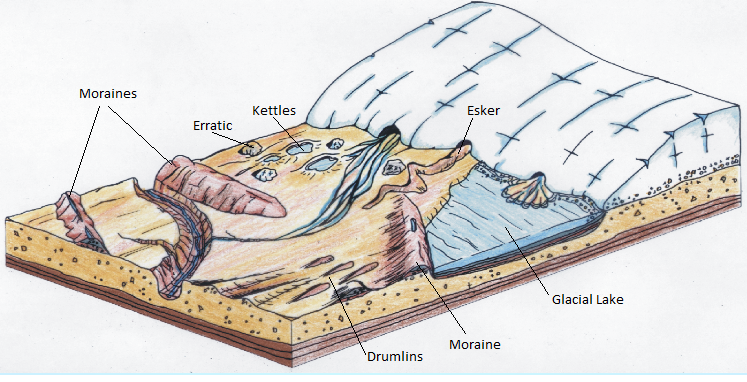 Moraines
Erratic
Kettles
Esker
Glacial Lake
Moraine
Drumlins